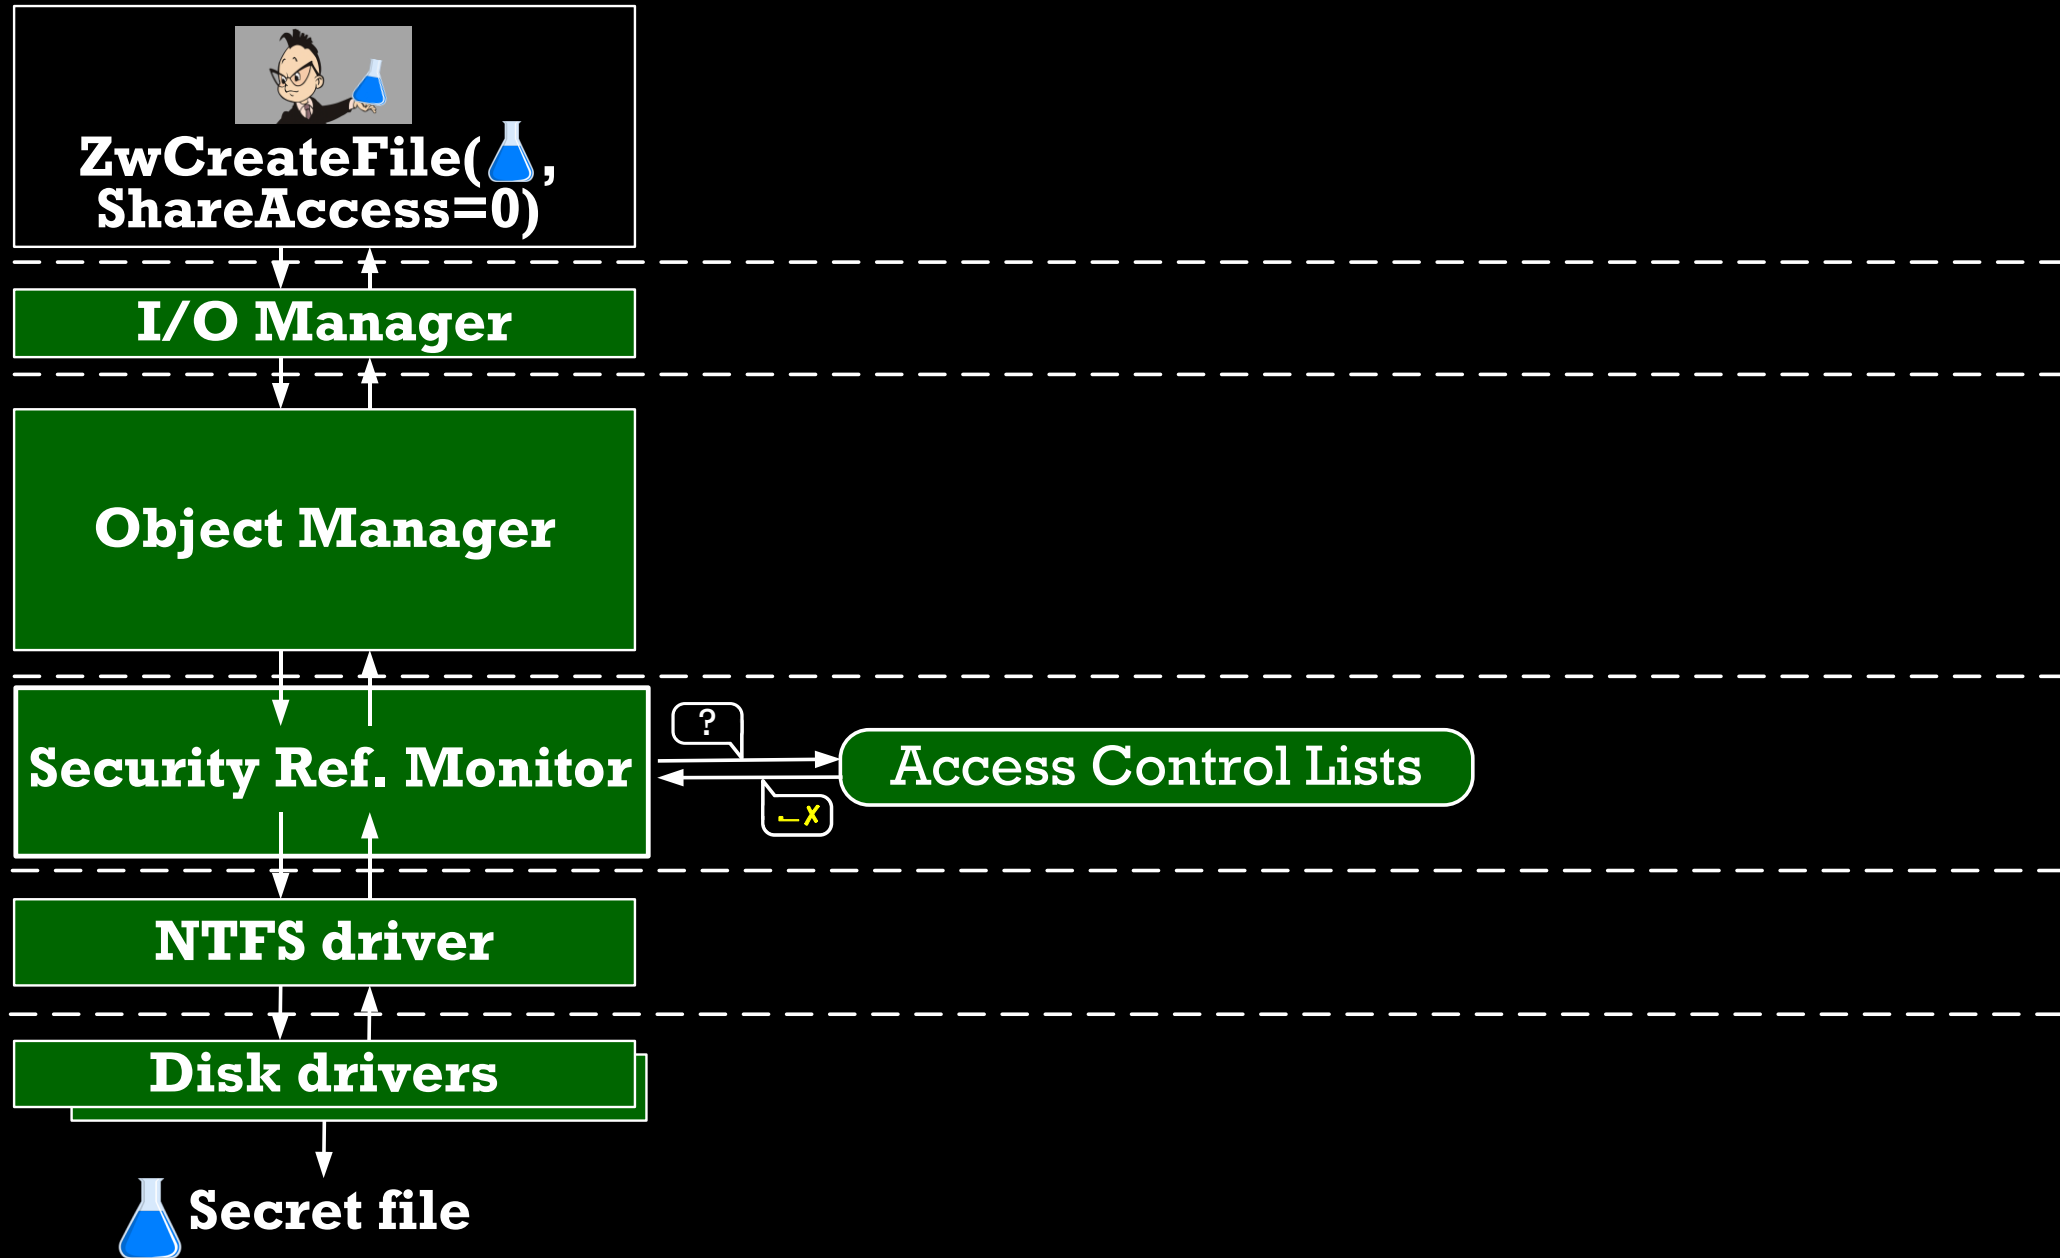 ZwCreateFile( ,
ShareAccess=0)
I/O Manager
Object Manager
Security Ref. Monitor
?
Access Control Lists
✗
NTFS driver
Disk drivers
Secret file